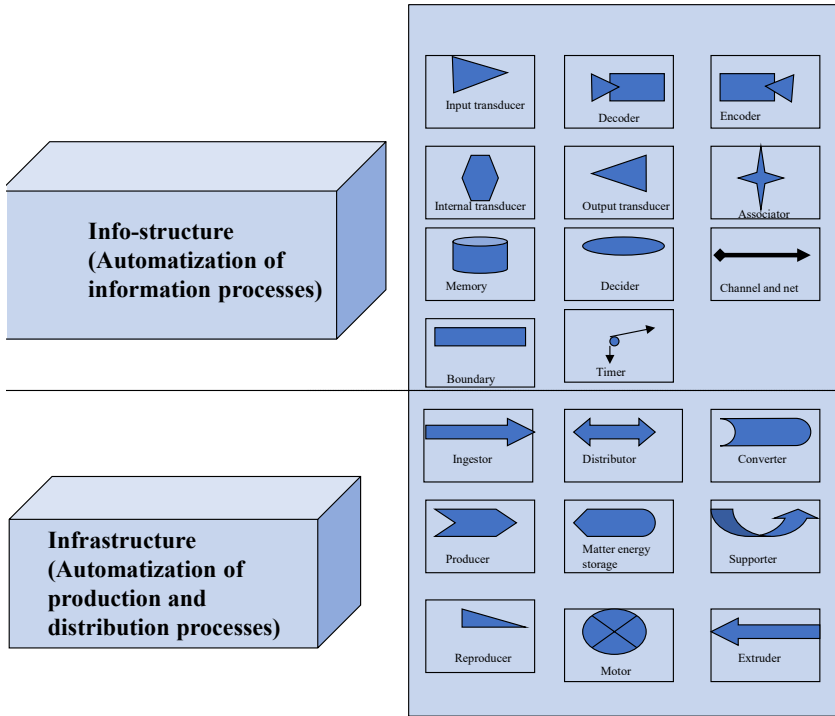 Input transducer
Decoder
Encoder
Internal transducer
Output transducer
Associator
Info-structure
(Automatization of
information processes)
Memory
Decider
Channel and net
Boundary
Timer
Ingestor
Distributor
Converter
Infrastructure
(Automatization of
production and
distribution processes)
Producer
Matter energy
storage
Supporter
Reproducer
Motor
Extruder